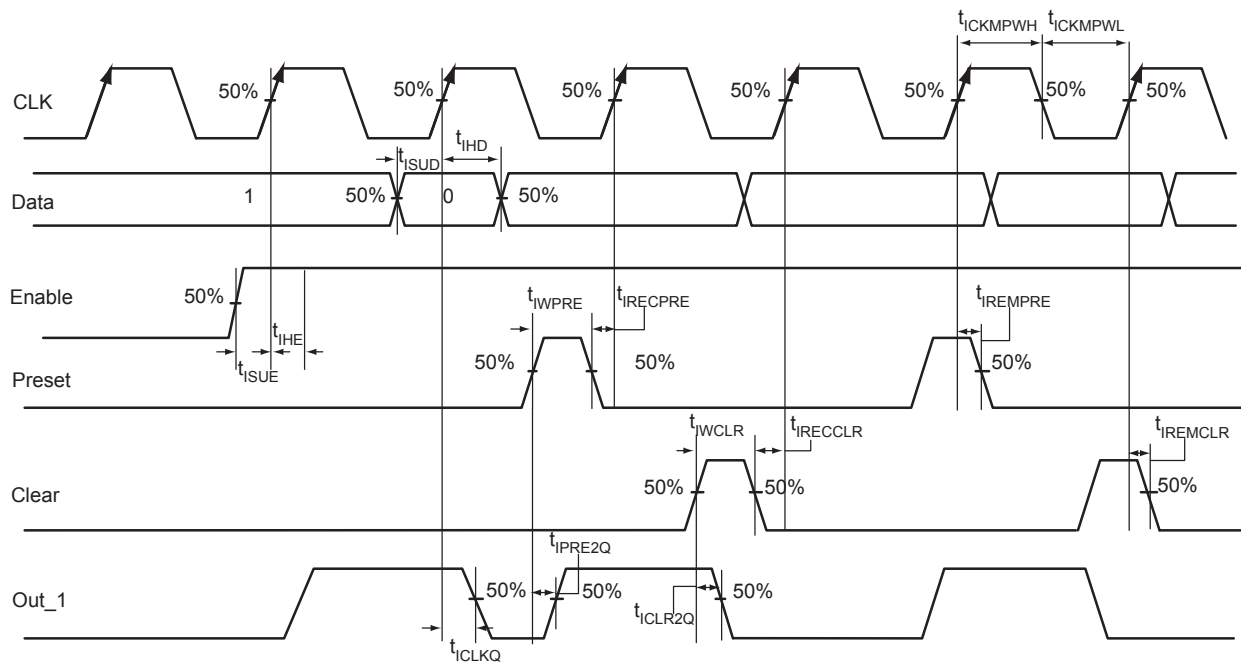 tICKMPWH tICKMPWL
CLK
50% 50% 50% 50% 50% 50% 50%
tISUD tIHD
Data
1 50% 0 50%
Enable
50%
tIHE
tISUE
tIWPRE tIRECPRE tIREMPRE
Preset
50% 50% 50%
tIWCLR tIRECCLR tIREMCLR
Clear
50% 50% 50%
tIPRE2Q
Out_1
50% 50% 50%
tICLR2Q
tICLKQ